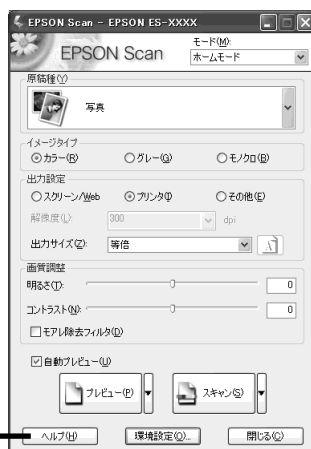 EPSON Scan - EPSON ES-XXXX
EPSON Scan
モード(M):
ホームモード
原稿種(Y)
写真
イメージタイプ
カラー(R) グレー(G) モノクロ(B)
出力設定
スクリーン/Web プリンタ(I) その他(E)
解像度(L): 300 dpi
出力サイズ(Z): 等倍
画質調整
明るさ(T): 0
コントラスト(N): 0
モアレ除去フィルタ(D)
自動プレビュー(U)
プレビュー(P) スキャン(S)
ヘルプ(H) 環境設定(O)... 閉じる(C)